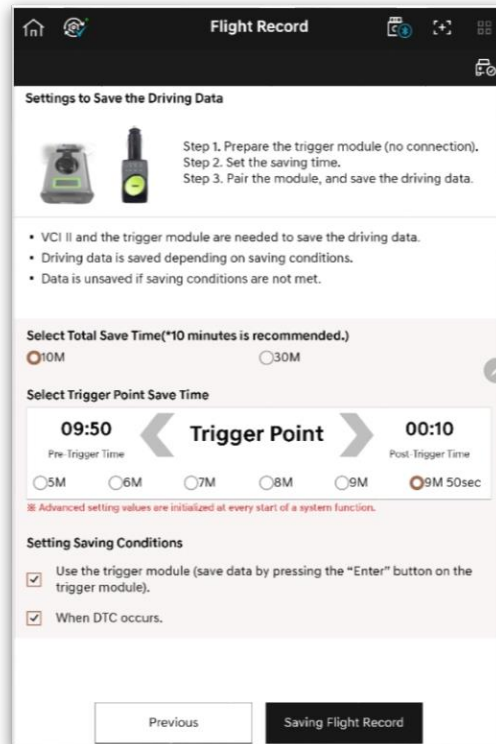 Flight Record
Settings to Save the Driving Data
Step 1. Prepare the trigger module (no connection).
Step 2. Set the saving time.
Step 3. Pair the module, and save the driving data.
• VCI II and the trigger module are needed to save the driving data.
• Driving data is saved depending on saving conditions.
• Data is unsaved if saving conditions are not met.
Select Total Save Time(*10 minutes is recommended.)
10M 30M
Select Trigger Point Save Time
09:50 Trigger Point 00:10
Pre-Trigger Time Post-Trigger Time
5M 6M 7M 8M 9M 9M 50sec
※ Advanced setting values are initialized at every start of a system function.
Setting Saving Conditions
Use the trigger module (save data by pressing the “Enter” button on the
trigger module).
When DTC occurs.
Previous Saving Flight Record